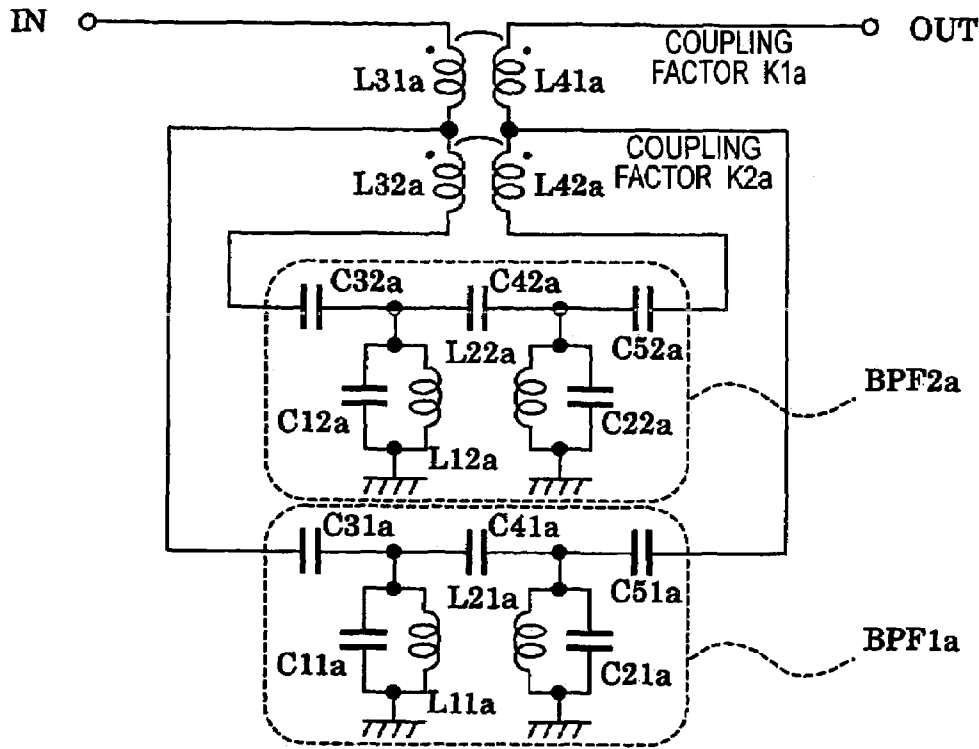 IN
OUT
COUPLING
FACTOR K1a
L31a
L41a
COUPLING
FACTOR K2a
L32a
L42a
C32a
C42a
L22a
C52a
BPF2a
C12a
C22a
L12a
C31a
C41a
L21a
C51a
BPF1a
C11a
C21a
L11a